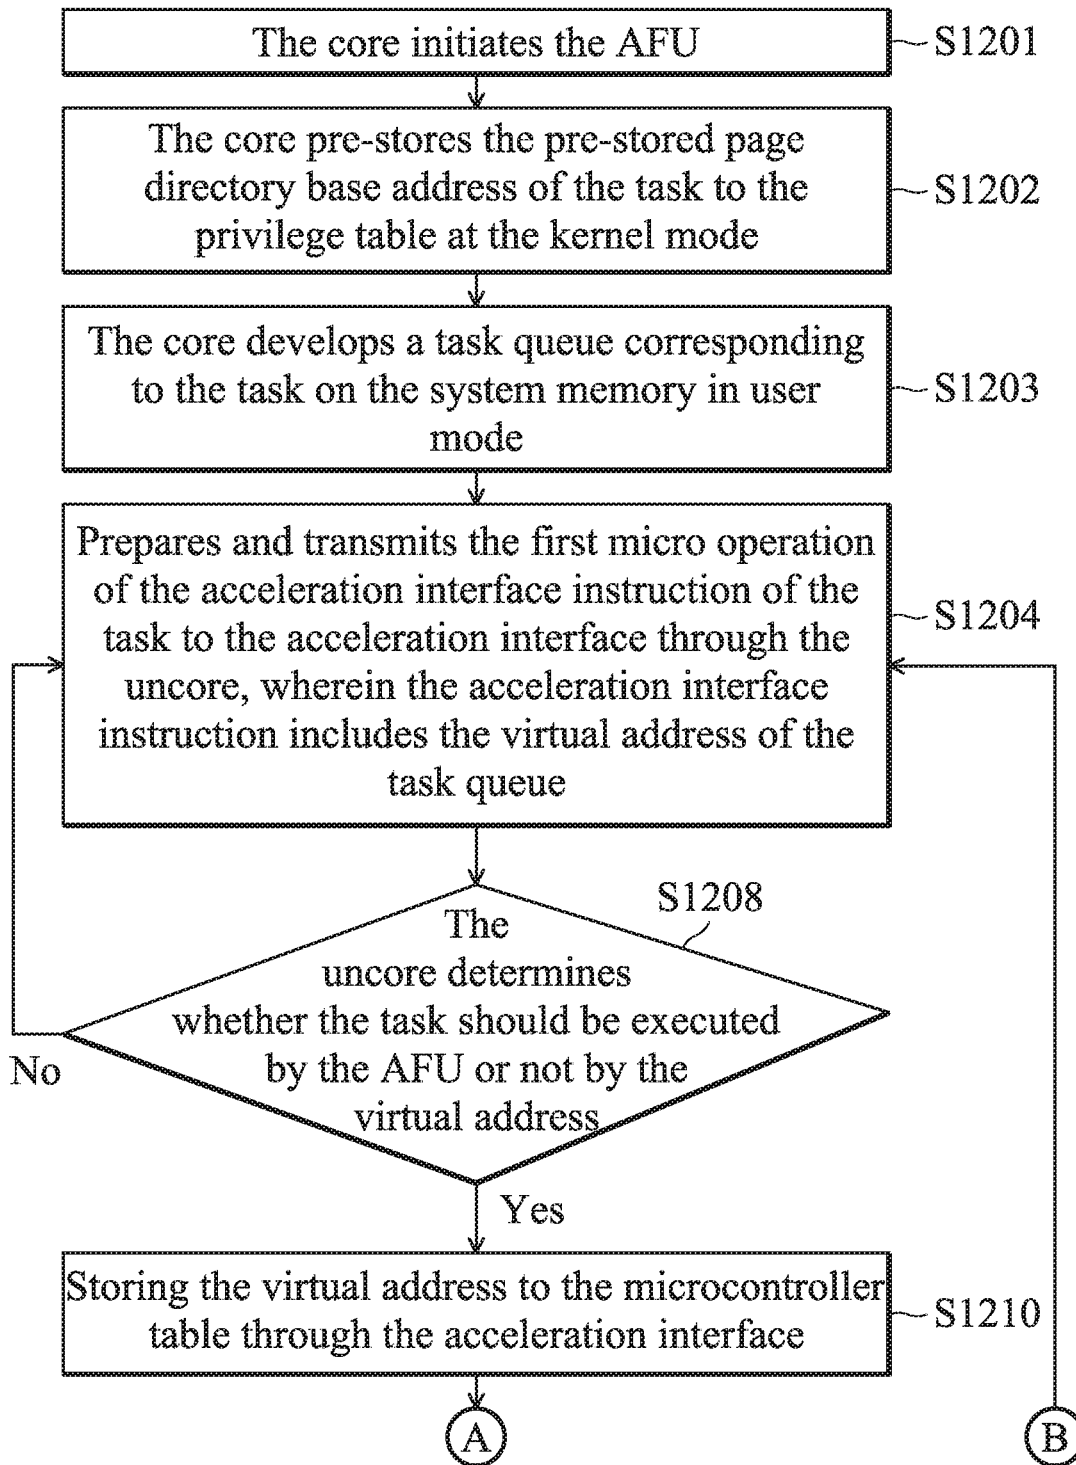 The core initiates the AFU
S1201
The core pre-stores the pre-stored page
directory base address of the task to the
privilege table at the kernel mode
S1202
The core develops a task queue corresponding
to the task on the system memory in user
mode
S1203
Prepares and transmits the first micro operation
of the acceleration interface instruction of the
task to the acceleration interface through the
uncore, wherein the acceleration interface
instruction includes the virtual address of the
task queue
S1204
S1208
The
uncore determines
whether the task should be executed
by the AFU or not by the
virtual address
No
Yes
Storing the virtual address to the microcontroller
table through the acceleration interface
S1210
A
B